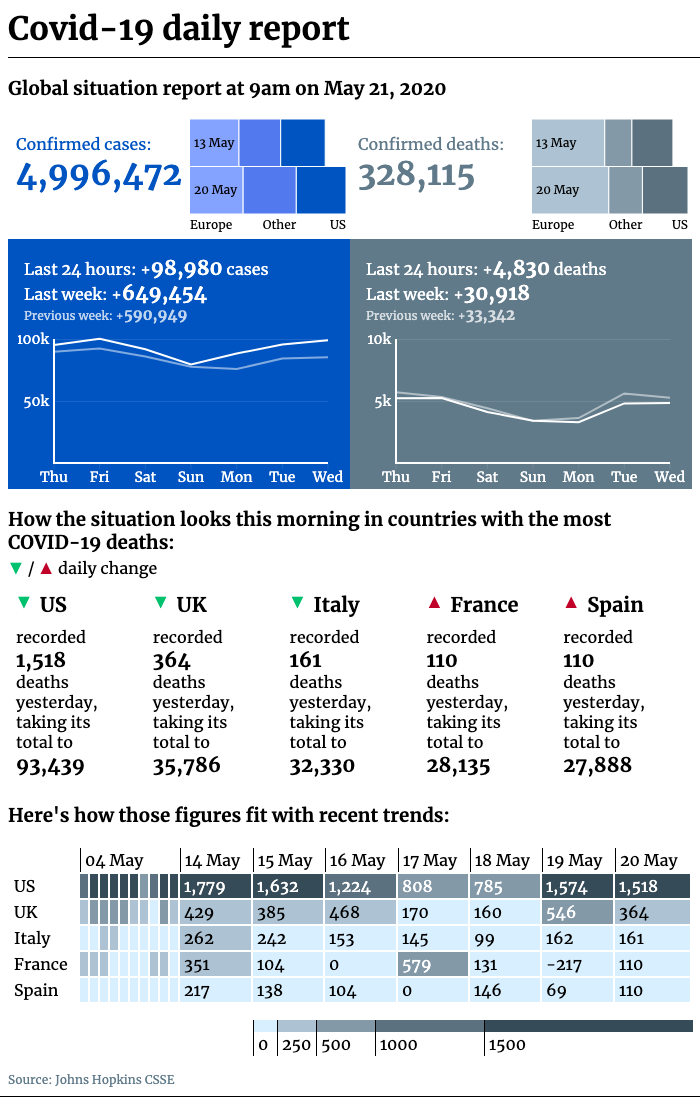 Covid-19 daily report
Global situation report at 9am on May 21, 2020
Confirmed cases:
4,996,472
13 May
20 May
Europe Other US
Confirmed deaths:
328,115
13 May
20 May
Europe Other US
Last 24 hours: +98,980 cases
Last week: +649,454
Previous week: +590,949
100k
50k
Thu Fri Sat Sun Mon Tue Wed
Last 24 hours: +4,830 deaths
Last week: +30,918
Previous week: +33,342
10k
5k
Thu Fri Sat Sun Mon Tue Wed
How the situation looks this morning in countries with the most
COVID-19 deaths:
▼ / ▲ daily change
▼ US
recorded
1,518
deaths
yesterday,
taking its
total to
93,439
▼ UK
recorded
364
deaths
yesterday,
taking its
total to
35,786
▼ Italy
recorded
161
deaths
yesterday,
taking its
total to
32,330
▲ France
recorded
110
deaths
yesterday,
taking its
total to
28,135
▲ Spain
recorded
110
deaths
yesterday,
taking its
total to
27,888
Here's how those figures fit with recent trends:
04 May 14 May 15 May 16 May 17 May 18 May 19 May 20 May
US 1,779 1,632 1,224 808 785 1,574 1,518
UK 429 385 468 170 160 546 364
Italy 262 242 153 145 99 162 161
France 351 104 0 579 131 -217 110
Spain 217 138 104 0 146 69 110
0 250 500 1000 1500
Source: Johns Hopkins CSSE